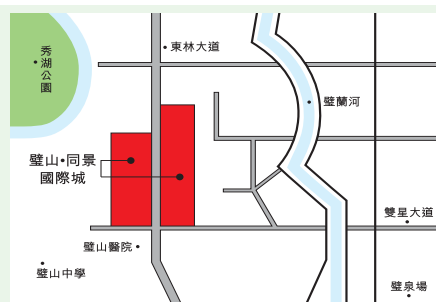 秀湖公園
東林大道
璧蘭河
璧山•同景
國際城
雙星大道
璧山醫院
璧山中學
璧泉場